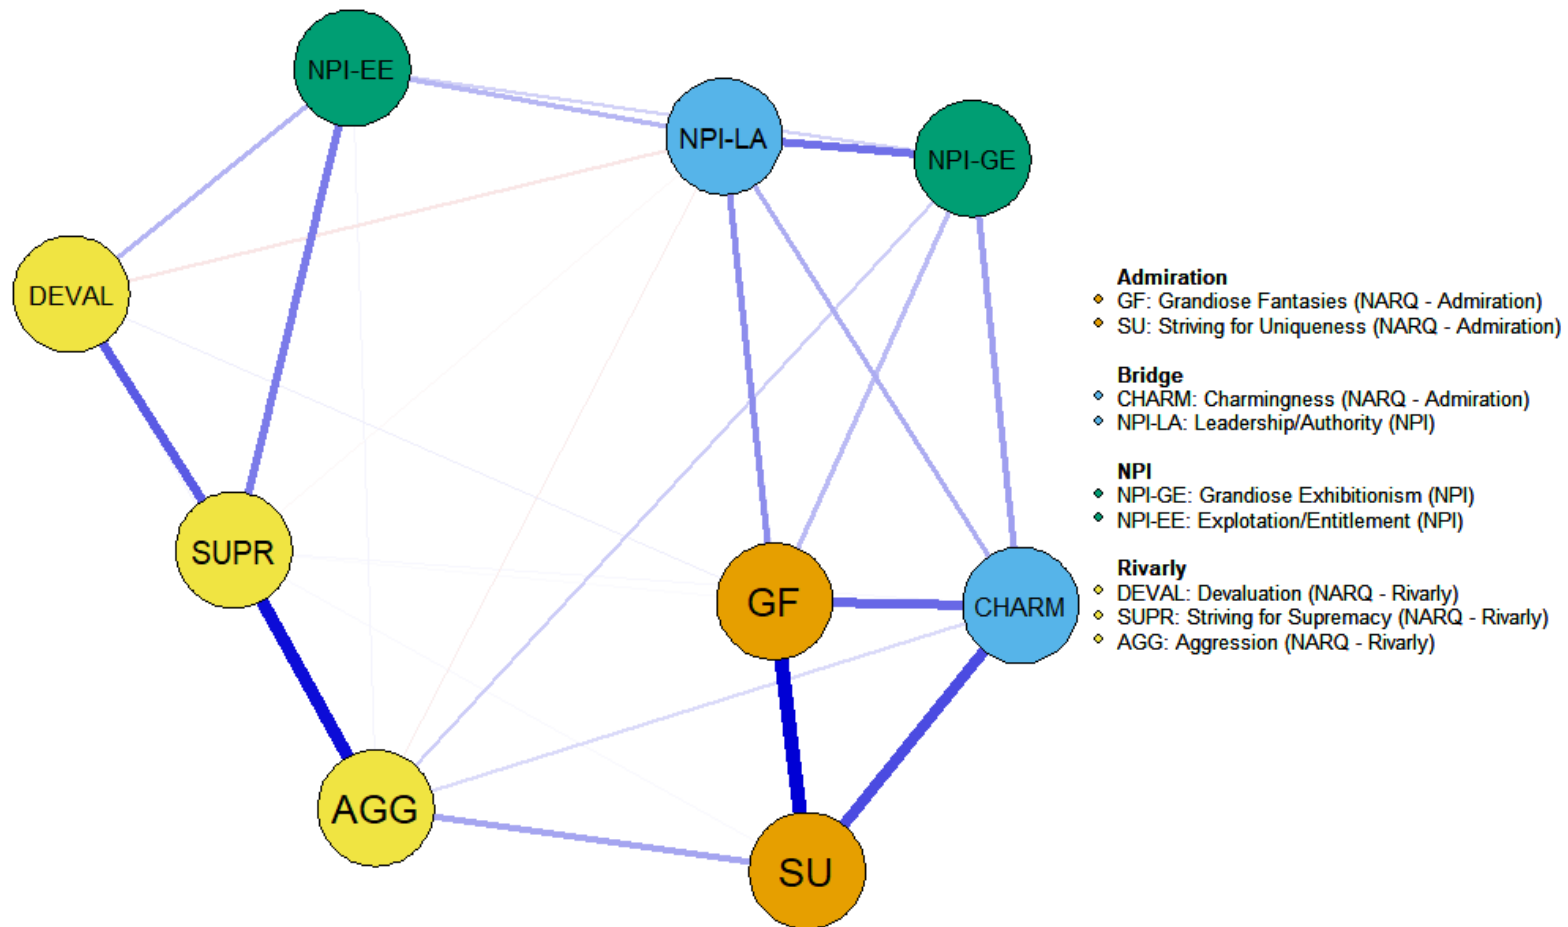 NPI-EE
NPI-LA
NPI-GE
DEVAL
SUPR
GF
CHARM
AGG
SU
Admiration
GF: Grandiose Fantasies (NARQ - Admiration)
SU: Striving for Uniqueness (NARQ - Admiration)
Bridge
CHARM: Charmingness (NARQ - Admiration)
NPI-LA: Leadership/Authority (NPI)
NPI
NPI-GE: Grandiose Exhibitionism (NPI)
NPI-EE: Explotation/Entitlement (NPI)
Rivarly
DEVAL: Devaluation (NARQ - Rivarly)
SUPR: Striving for Supremacy (NARQ - Rivarly)
AGG: Aggression (NARQ - Rivarly)